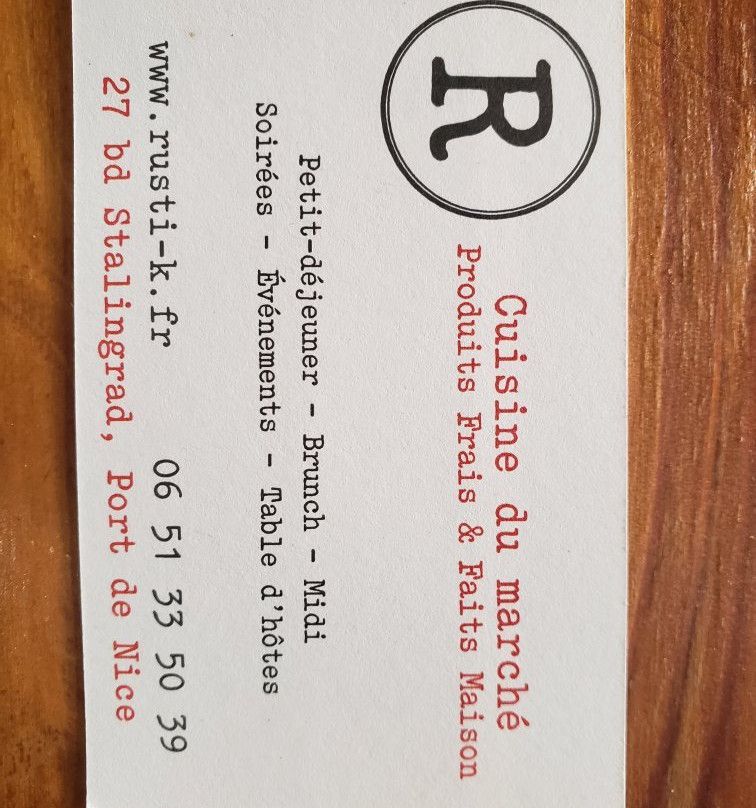 R
Cuisine du marché
Produits Frais & Faits Maison
Petit-déjeuner - Brunch - Midi
Soirées - Événements - Table d'hôtes
www.rusti-k.fr 06 51 33 50 39
27 bd Stalingrad, Port de Nice